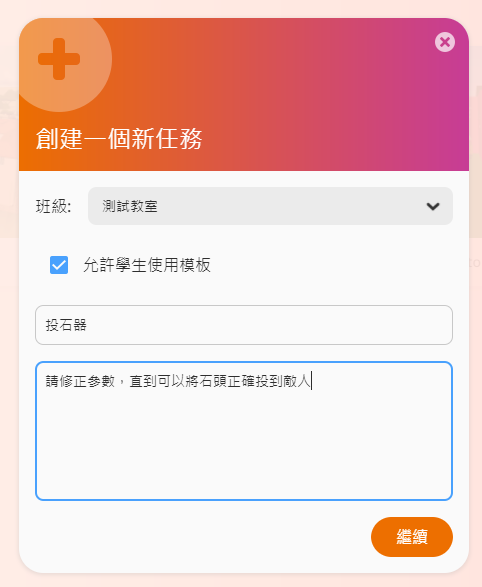 創建一個新任務
班級:
測試教室
允許學生使用模板
投石器
請修正參數，直到可以將石頭正確投到敵人
繼續